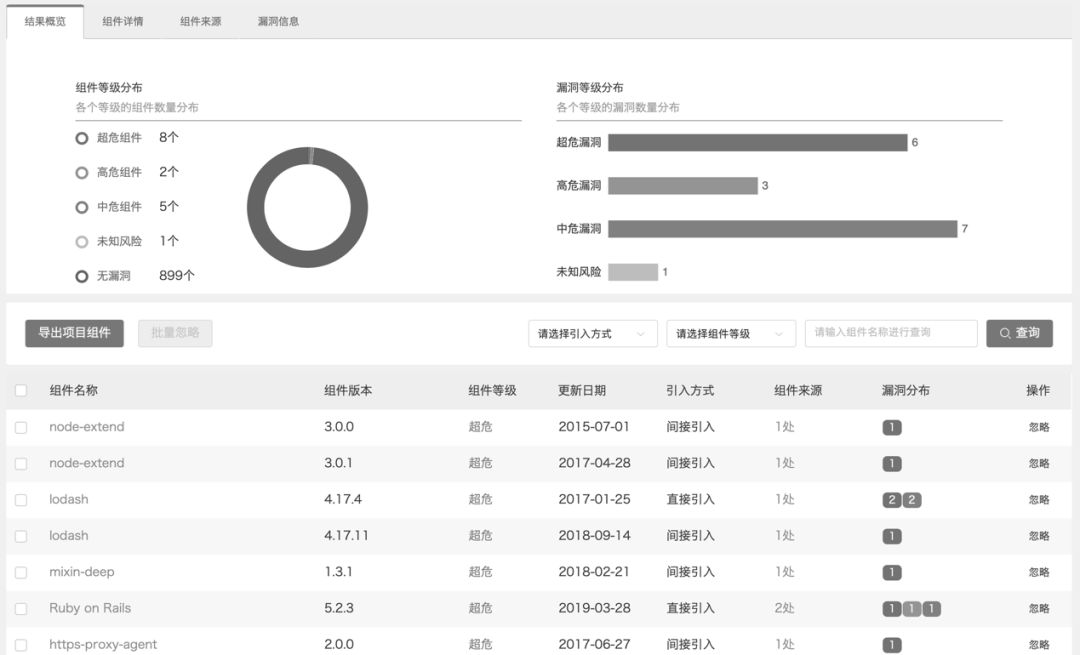 结果概览 组件详情 组件来源 漏洞信息
组件等级分布
各个等级的组件数量分布
超危组件 8个
高危组件 2个
中危组件 5个
未知风险 1个
无漏洞 899个
漏洞等级分布
各个等级的漏洞数量分布
超危漏洞 6
高危漏洞 3
中危漏洞 7
未知风险 1
导出项目组件 批量忽略 请选择引入方式 请选择组件等级 请输入组件名称进行查询 查询
组件名称 组件版本 组件等级 更新日期 引入方式 组件来源 漏洞分布 操作
node-extend 3.0.0 超危 2015-07-01 间接引入 1处 1 忽略
node-extend 3.0.1 超危 2017-04-28 间接引入 1处 1 忽略
lodash 4.17.4 超危 2017-01-25 直接引入 1处 2 2 忽略
lodash 4.17.11 超危 2018-09-14 间接引入 1处 1 忽略
mixin-deep 1.3.1 超危 2018-02-21 间接引入 1处 1 忽略
Ruby on Rails 5.2.3 超危 2019-03-28 直接引入 2处 1 1 1 忽略
https-proxy-agent 2.0.0 超危 2017-06-27 间接引入 1处 1 忽略